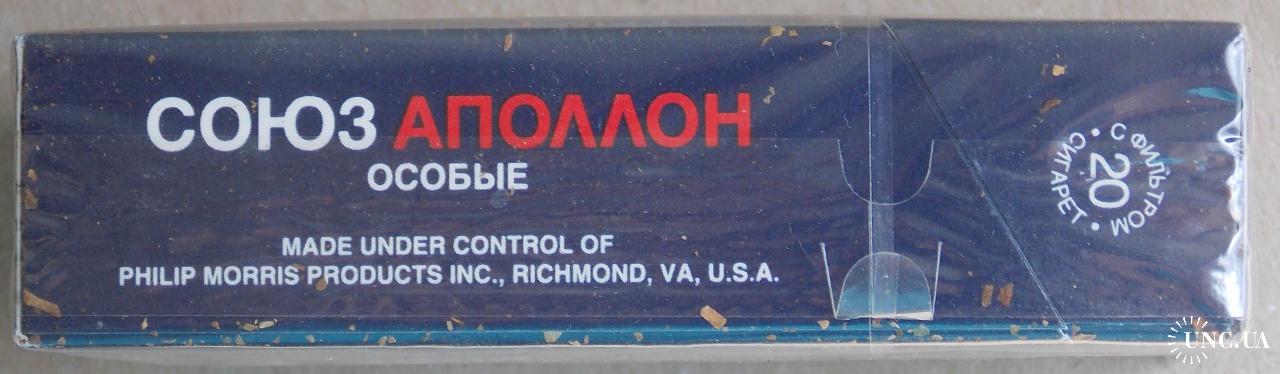 СОЮЗ АПОЛЛОН
ОСОБЫЕ
MADE UNDER CONTROL OF
PHILIP MORRIS PRODUCTS INC., RICHMOND, VA, U.S.A.
• С ФИЛЬТРОМ •
20
СИГАРЕТ
UNC.UA